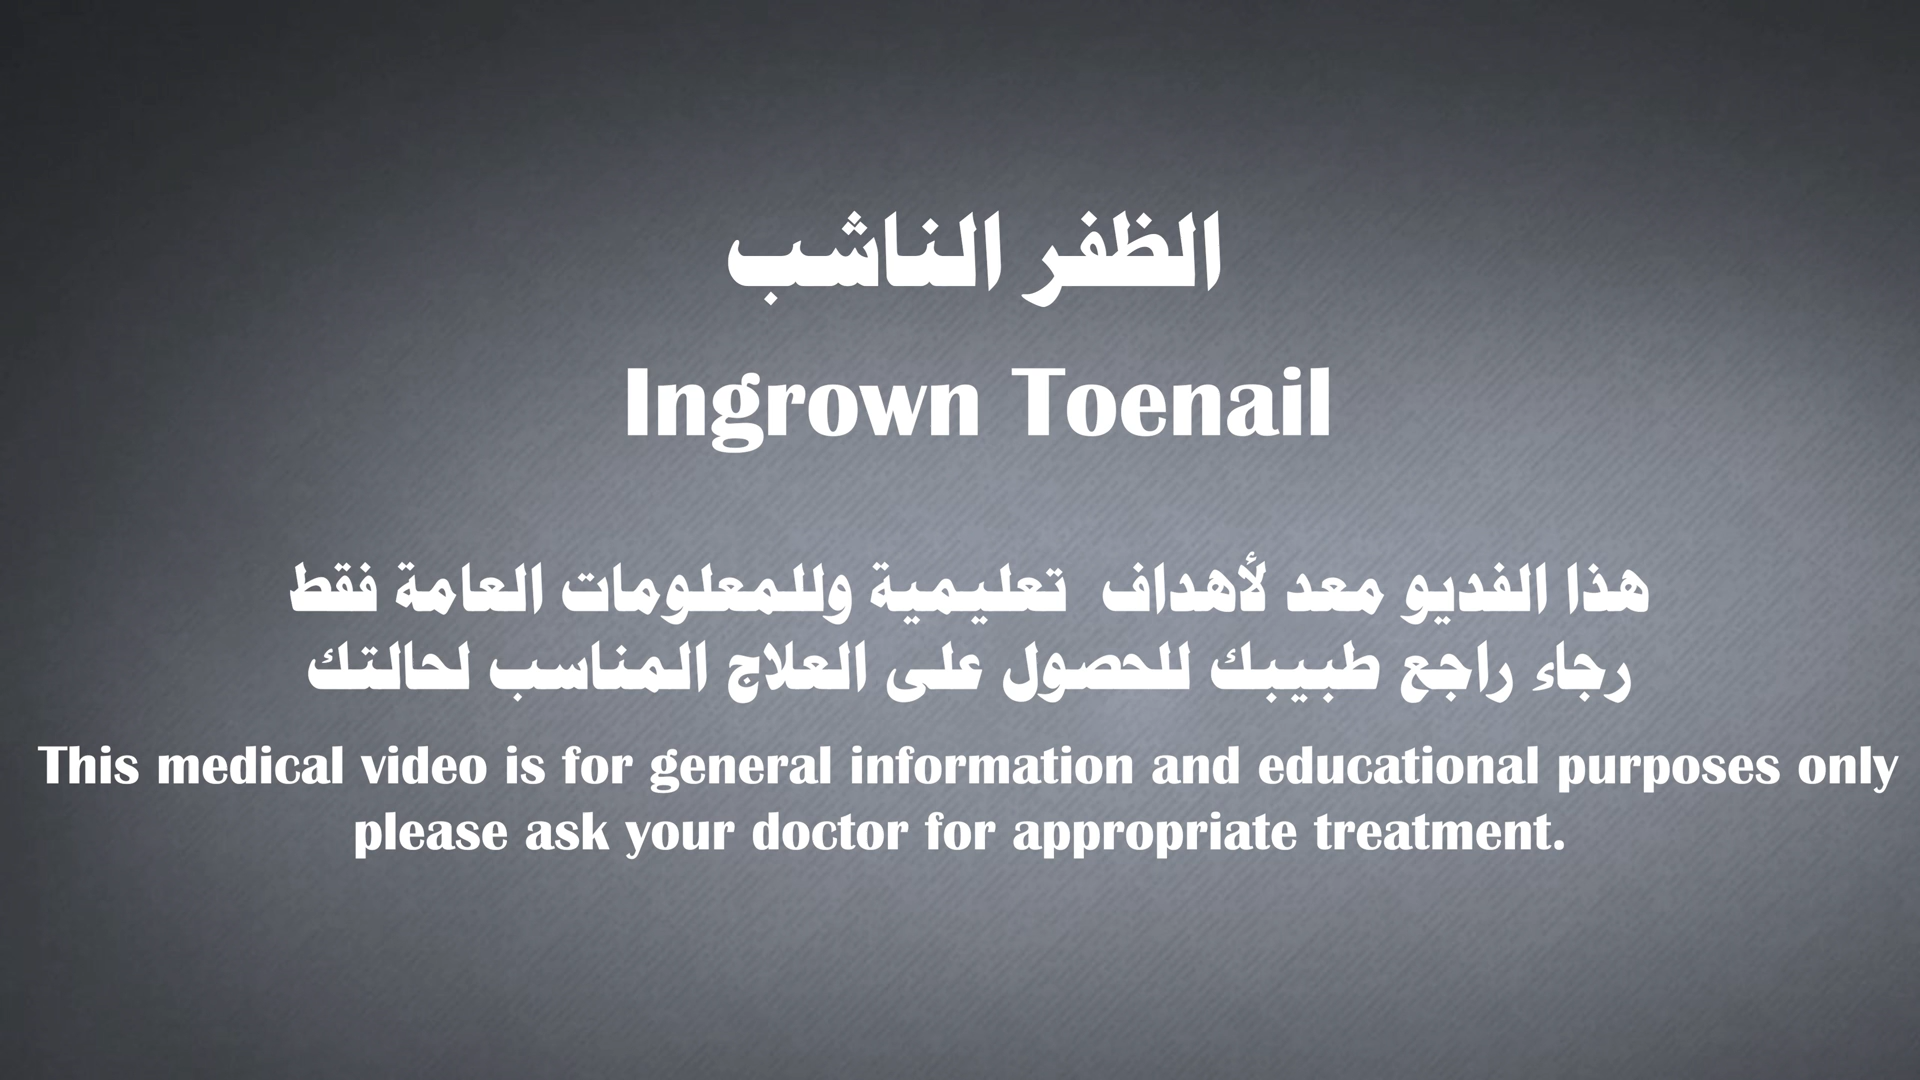 الظفر الناشب
Ingrown Toenail
هذا الفديو معد لأهداف تعليمية وللمعلومات العامة فقط
رجاء راجع طبيبك للحصول على العلاج المناسب لحالتك
This medical video is for general information and educational purposes only
please ask your doctor for appropriate treatment.